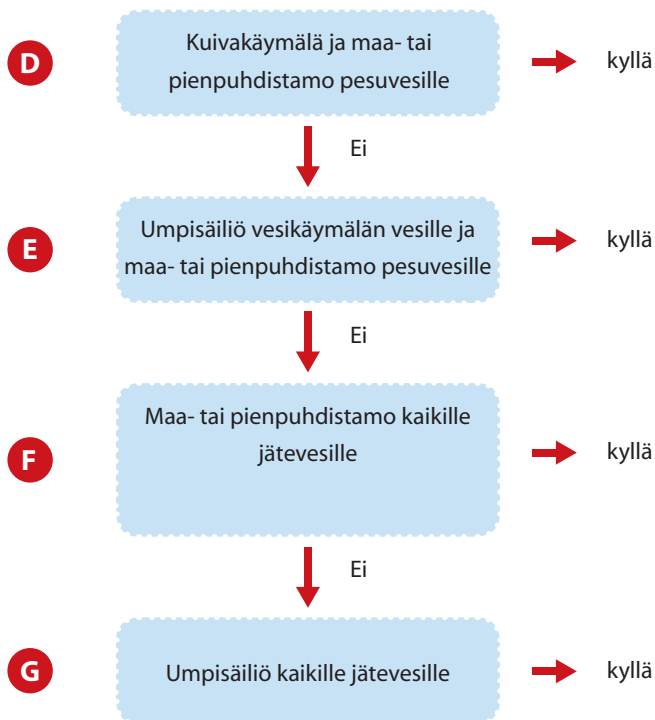 D
Kuivakäymälä ja maa- tai
pienpuhdistamo pesuvesille
kyllä
Ei
E
Umpisäiliö vesikäymälän vesille ja
maa- tai pienpuhdistamo pesuvesille
kyllä
Ei
F
Maa- tai pienpuhdistamo kaikille
jätevesille
kyllä
Ei
G
Umpisäiliö kaikille jätevesille
kyllä